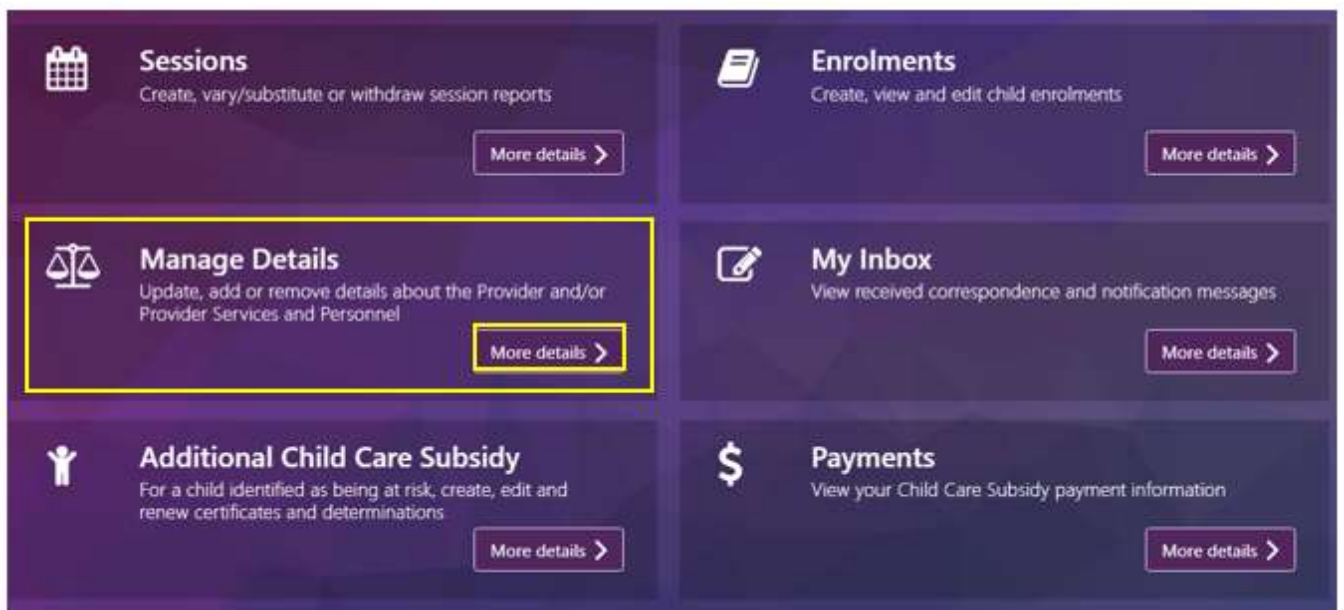 Sessions
Create, vary/substitute or withdraw session reports
More details
Enrolments
Create, view and edit child enrolments
More details
Manage Details
Update, add or remove details about the Provider and/or
Provider Services and Personnel
More details
My Inbox
View received correspondence and notification messages
More details
Additional Child Care Subsidy
For a child identified as being at risk, create, edit and
renew certificates and determinations
More details
Payments
View your Child Care Subsidy payment information
More details